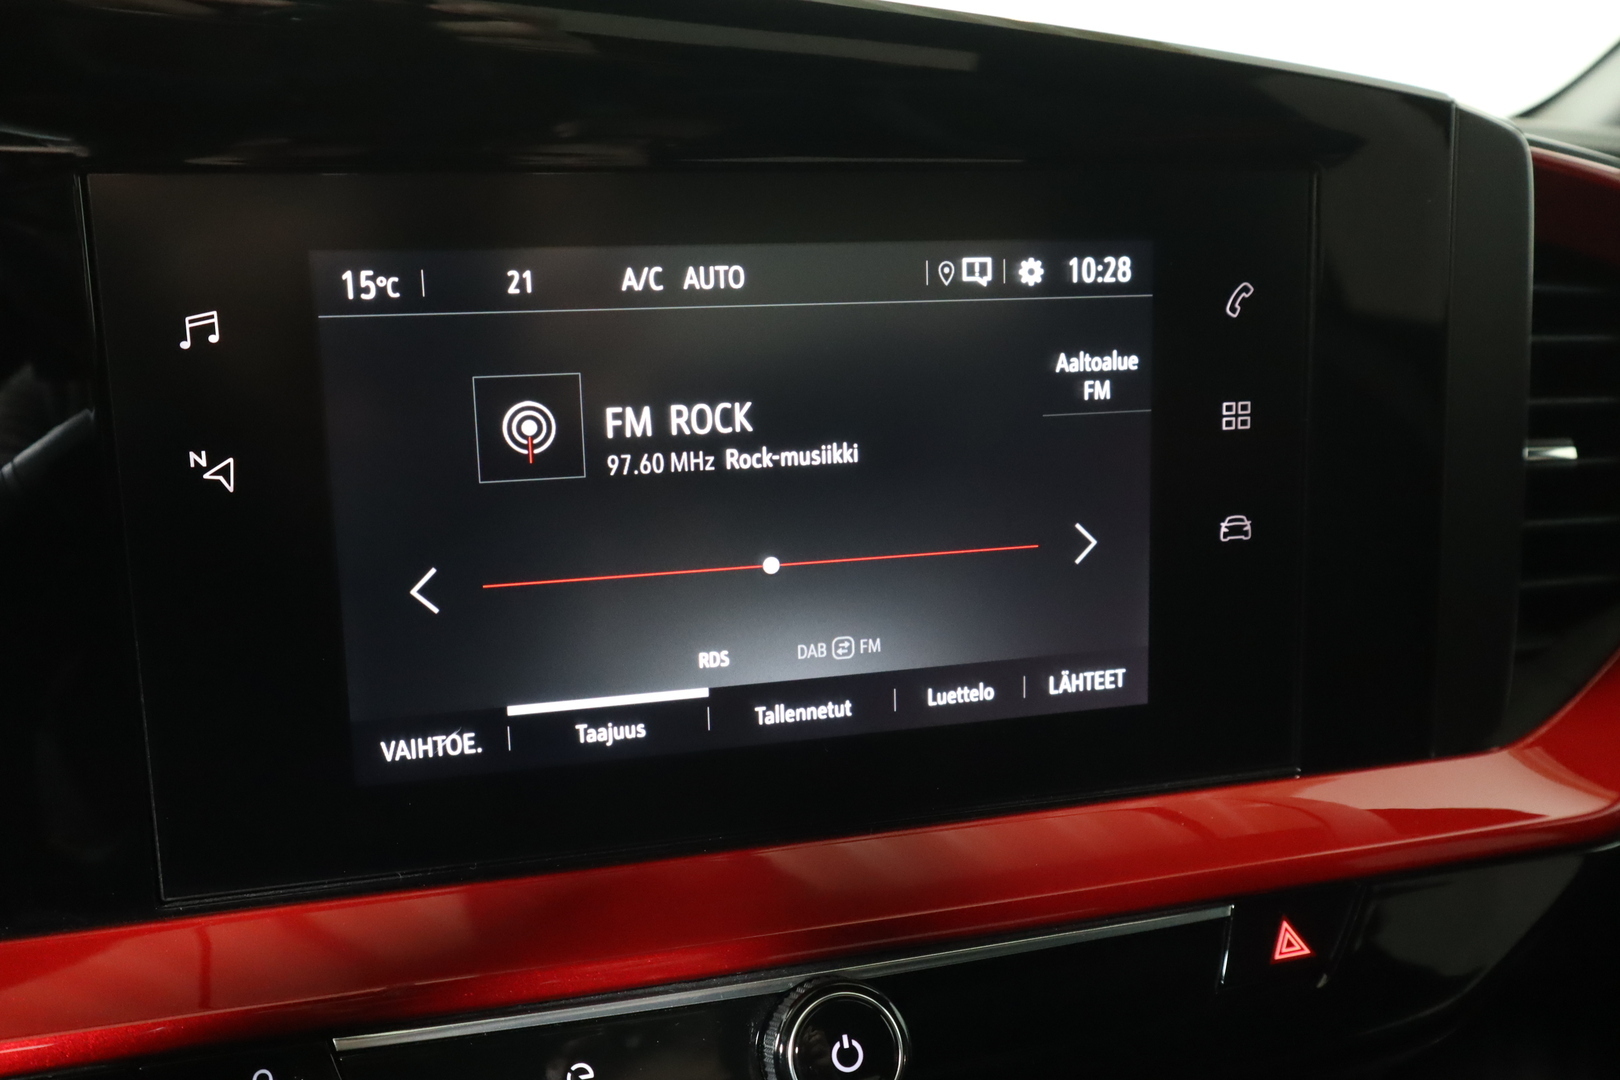 15°C 21 A/C AUTO 10:28
Aaltoalue
FM
FM ROCK
97.60 MHz Rock-musiikki
N
RDS DAB FM
VAIHTOE. Taajuus Tallennetut Luettelo LÄHTEET